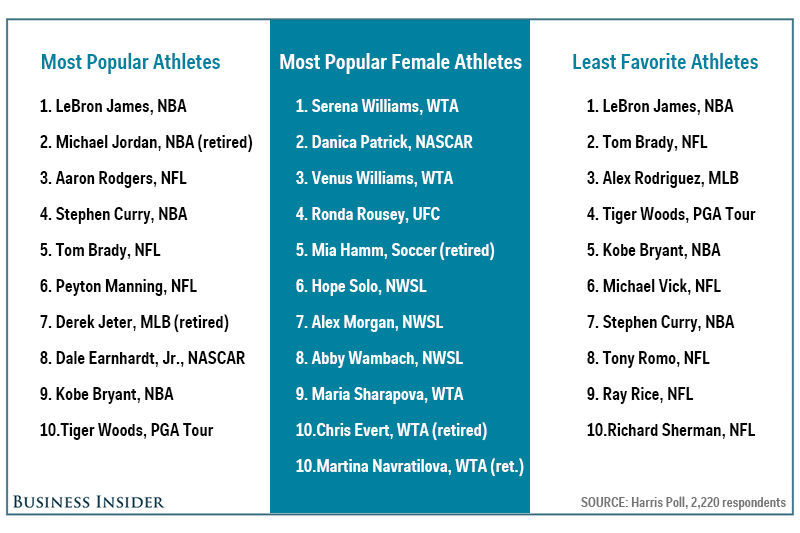 Most Popular Athletes
1. LeBron James, NBA
2. Michael Jordan, NBA (retired)
3. Aaron Rodgers, NFL
4. Stephen Curry, NBA
5. Tom Brady, NFL
6. Peyton Manning, NFL
7. Derek Jeter, MLB (retired)
8. Dale Earnhardt, Jr., NASCAR
9. Kobe Bryant, NBA
10.Tiger Woods, PGA Tour
Most Popular Female Athletes
1. Serena Williams, WTA
2. Danica Patrick, NASCAR
3. Venus Williams, WTA
4. Ronda Rousey, UFC
5. Mia Hamm, Soccer (retired)
6. Hope Solo, NWSL
7. Alex Morgan, NWSL
8. Abby Wambach, NWSL
9. Maria Sharapova, WTA
10.Chris Evert, WTA (retired)
10.Martina Navratilova, WTA (ret.)
Least Favorite Athletes
1. LeBron James, NBA
2. Tom Brady, NFL
3. Alex Rodriguez, MLB
4. Tiger Woods, PGA Tour
5. Kobe Bryant, NBA
6. Michael Vick, NFL
7. Stephen Curry, NBA
8. Tony Romo, NFL
9. Ray Rice, NFL
10.Richard Sherman, NFL
BUSINESS INSIDER
SOURCE: Harris Poll, 2,220 respondents